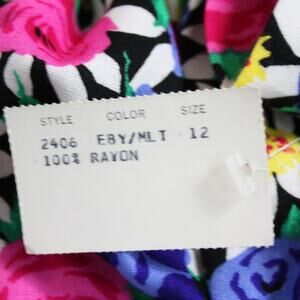 STYLE COLOR SIZE
2406 EBY/MLT 12
100% RAYON